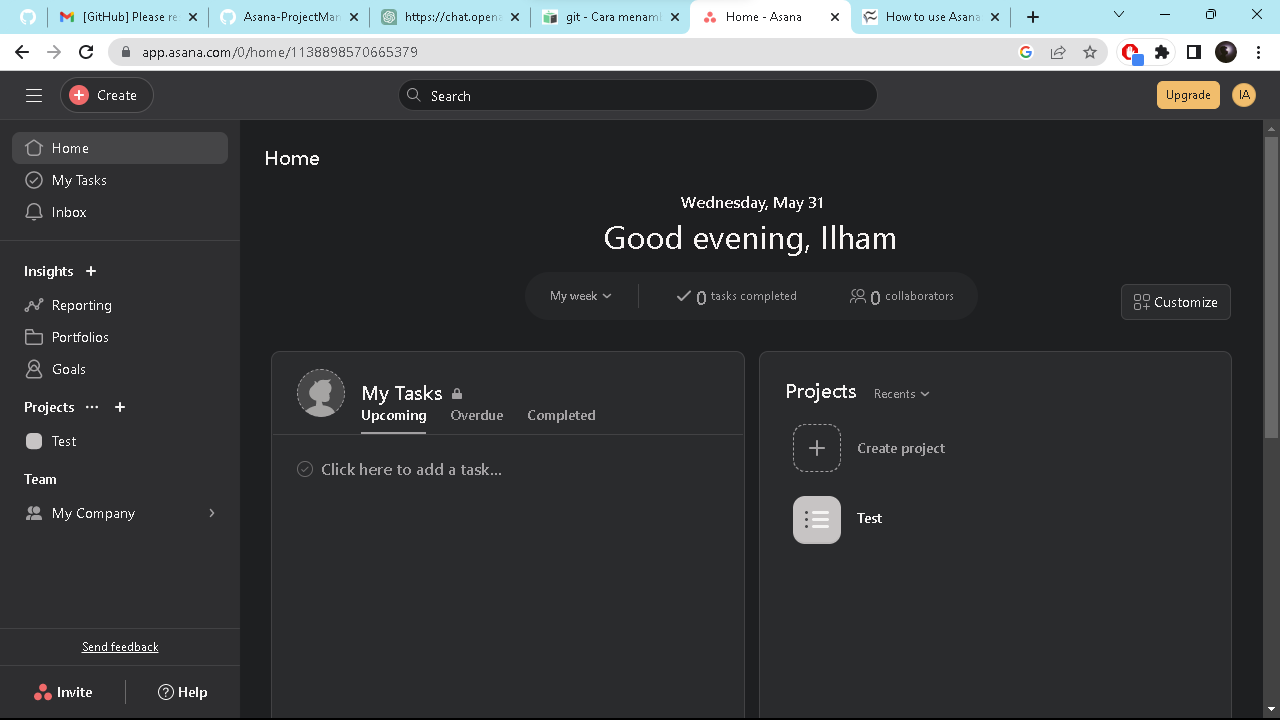 [GitHub] Please re
Asana-ProjectMan
https://chat.opena
git - Cara menaml
Home - Asana
How to use Asana
app.asana.com/0/home/1138898570665379
Create
Search
Upgrade
IA
Home
My Tasks
Inbox
Insights
Reporting
Portfolios
Goals
Projects
Test
Team
My Company
Send feedback
Invite
Help
Home
Wednesday, May 31
Good evening, Ilham
My week
0 tasks completed
0 collaborators
Customize
My Tasks
Upcoming Overdue Completed
Click here to add a task...
Projects Recents
Create project
Test